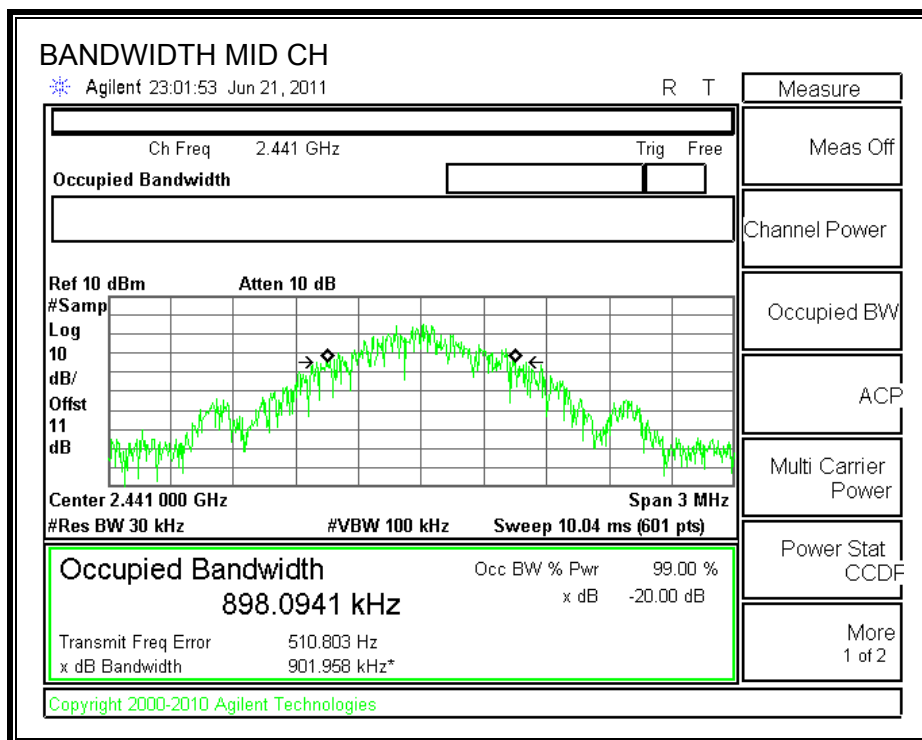 BANDWIDTH MID CH
Agilent 23:01:53 Jun 21, 2011 R T
Measure
Ch Freq 2.441 GHz Trig Free
Meas Off
Occupied Bandwidth
Channel Power
Ref 10 dBm Atten 10 dB
#Samp
Log
10
dB/
Offst
11
dB
Occupied BW
ACP
Multi Carrier
Power
Center 2.441 000 GHz Span 3 MHz
#Res BW 30 kHz #VBW 100 kHz Sweep 10.04 ms (601 pts)
Power Stat
CCDF
Occupied Bandwidth Occ BW % Pwr 99.00 %
898.0941 kHz x dB -20.00 dB
Transmit Freq Error 510.803 Hz
x dB Bandwidth 901.958 kHz*
More
1 of 2
Copyright 2000-2010 Agilent Technologies